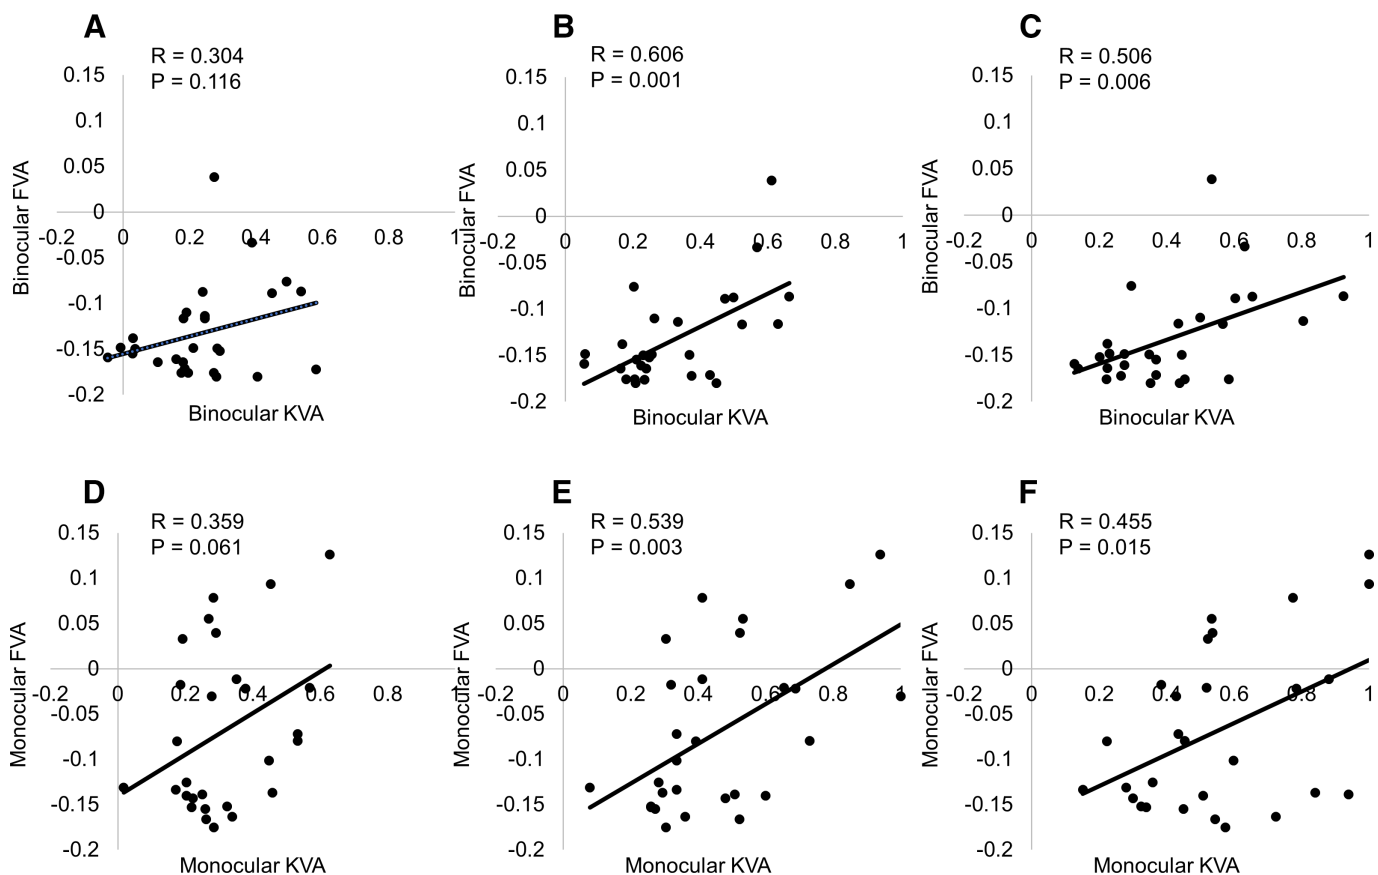 A
R = 0.304
P = 0.116
0.15
0.1
0.05
0
-0.05
-0.1
-0.15
-0.2
-0.2 0 0.2 0.4 0.6 0.8 1
Binocular FVA
Binocular KVA
B
R = 0.606
P = 0.001
0.15
0.1
0.05
0
-0.05
-0.1
-0.15
-0.2
-0.2 0 0.2 0.4 0.6 0.8 1
Binocular FVA
Binocular KVA
C
R = 0.506
P = 0.006
0.15
0.1
0.05
0
-0.05
-0.1
-0.15
-0.2
-0.2 0 0.2 0.4 0.6 0.8 1
Binocular FVA
Binocular KVA
D
R = 0.359
P = 0.061
0.15
0.1
0.05
0
-0.05
-0.1
-0.15
-0.2
-0.2 0 0.2 0.4 0.6 0.8
Monocular FVA
Monocular KVA
E
R = 0.539
P = 0.003
0.15
0.1
0.05
0
-0.05
-0.1
-0.15
-0.2
-0.2 0 0.2 0.4 0.6 0.8 1
Monocular FVA
Monocular KVA
F
R = 0.455
P = 0.015
0.15
0.1
0.05
0
-0.05
-0.1
-0.15
-0.2
-0.2 0 0.2 0.4 0.6 0.8 1
Monocular FVA
Monocular KVA